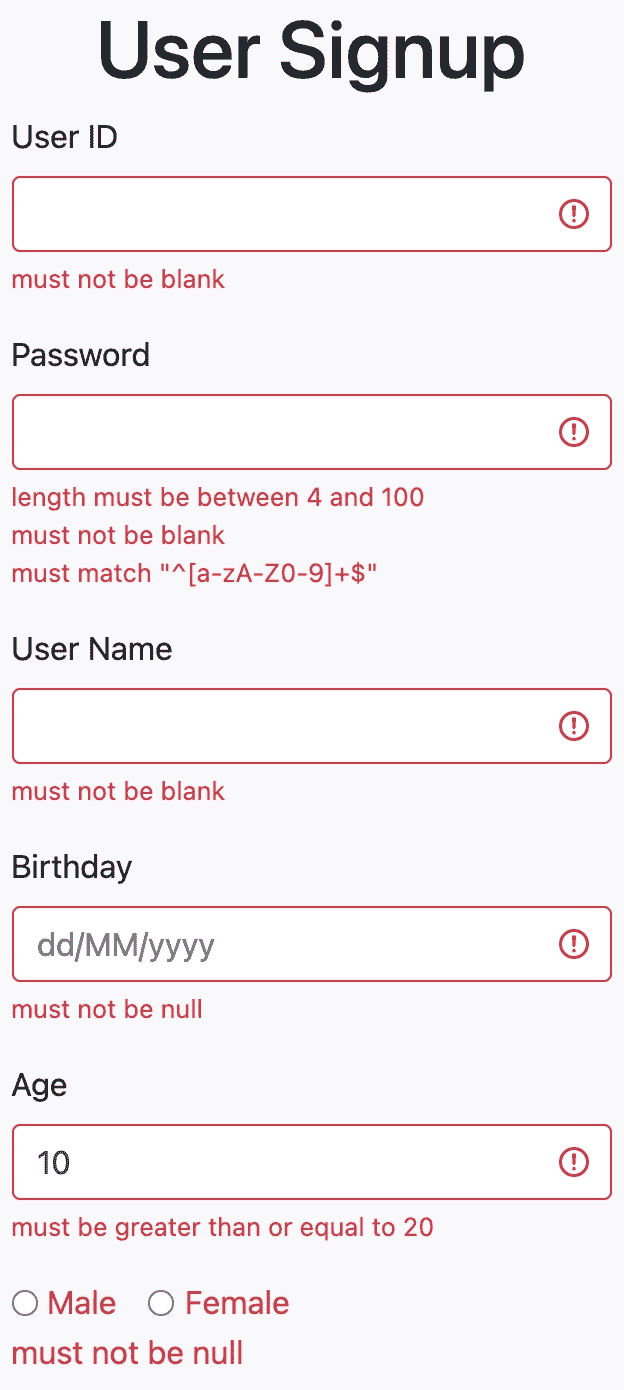 User Signup
User ID
must not be blank
Password
length must be between 4 and 100
must not be blank
must match "^[a-zA-Z0-9]+$"
User Name
must not be blank
Birthday
dd/MM/yyyy
must not be null
Age
10
must be greater than or equal to 20
Male Female
must not be null